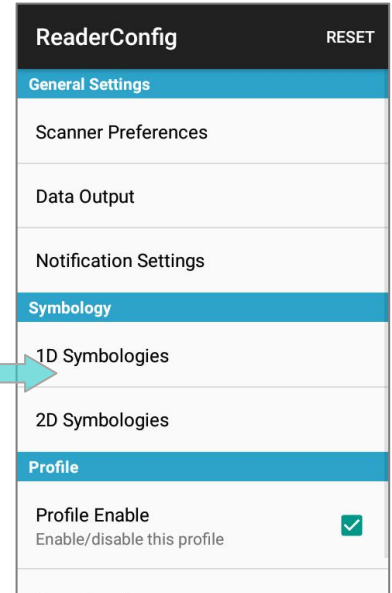 ReaderConfig RESET
General Settings
Scanner Preferences
Data Output
Notification Settings
Symbology
1D Symbologies
2D Symbologies
Profile
Profile Enable
Enable/disable this profile